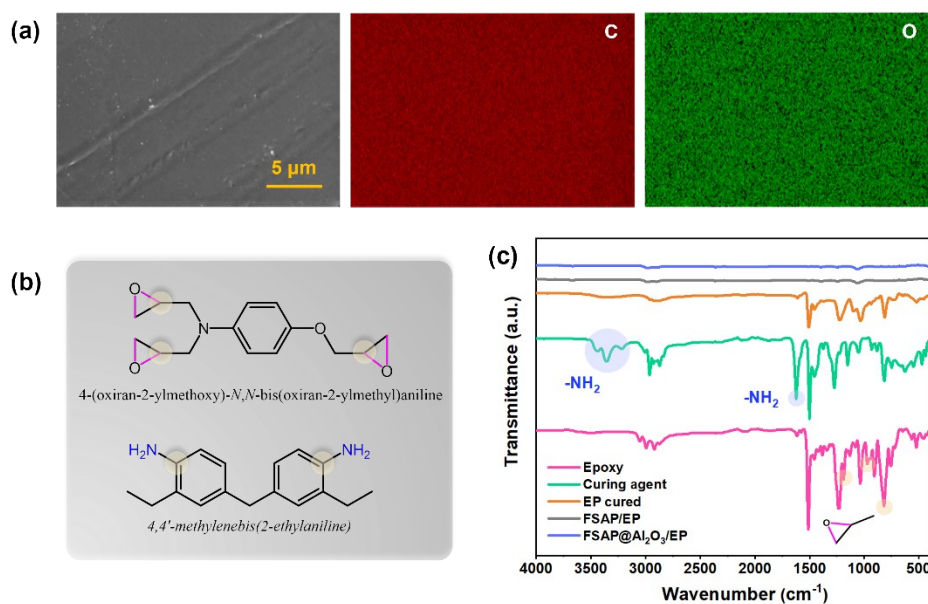 (a)
C
O
5 μm
(b)
O
O
N
O
O
4-(oxiran-2-ylmethoxy)-N,N-bis(oxiran-2-ylmethyl)aniline
H₂N
NH₂
4,4'-methylenebis(2-ethylaniline)
(c)
Transmittance (a.u)
-NH₂
-NH₂
Epoxy
Curing agent
EP cured
FSAP/EP
FSAP@Al₂O₃/EP
O
4000 3500 3000 2500 2000 1500 1000 500
Wavenumber (cm⁻¹)